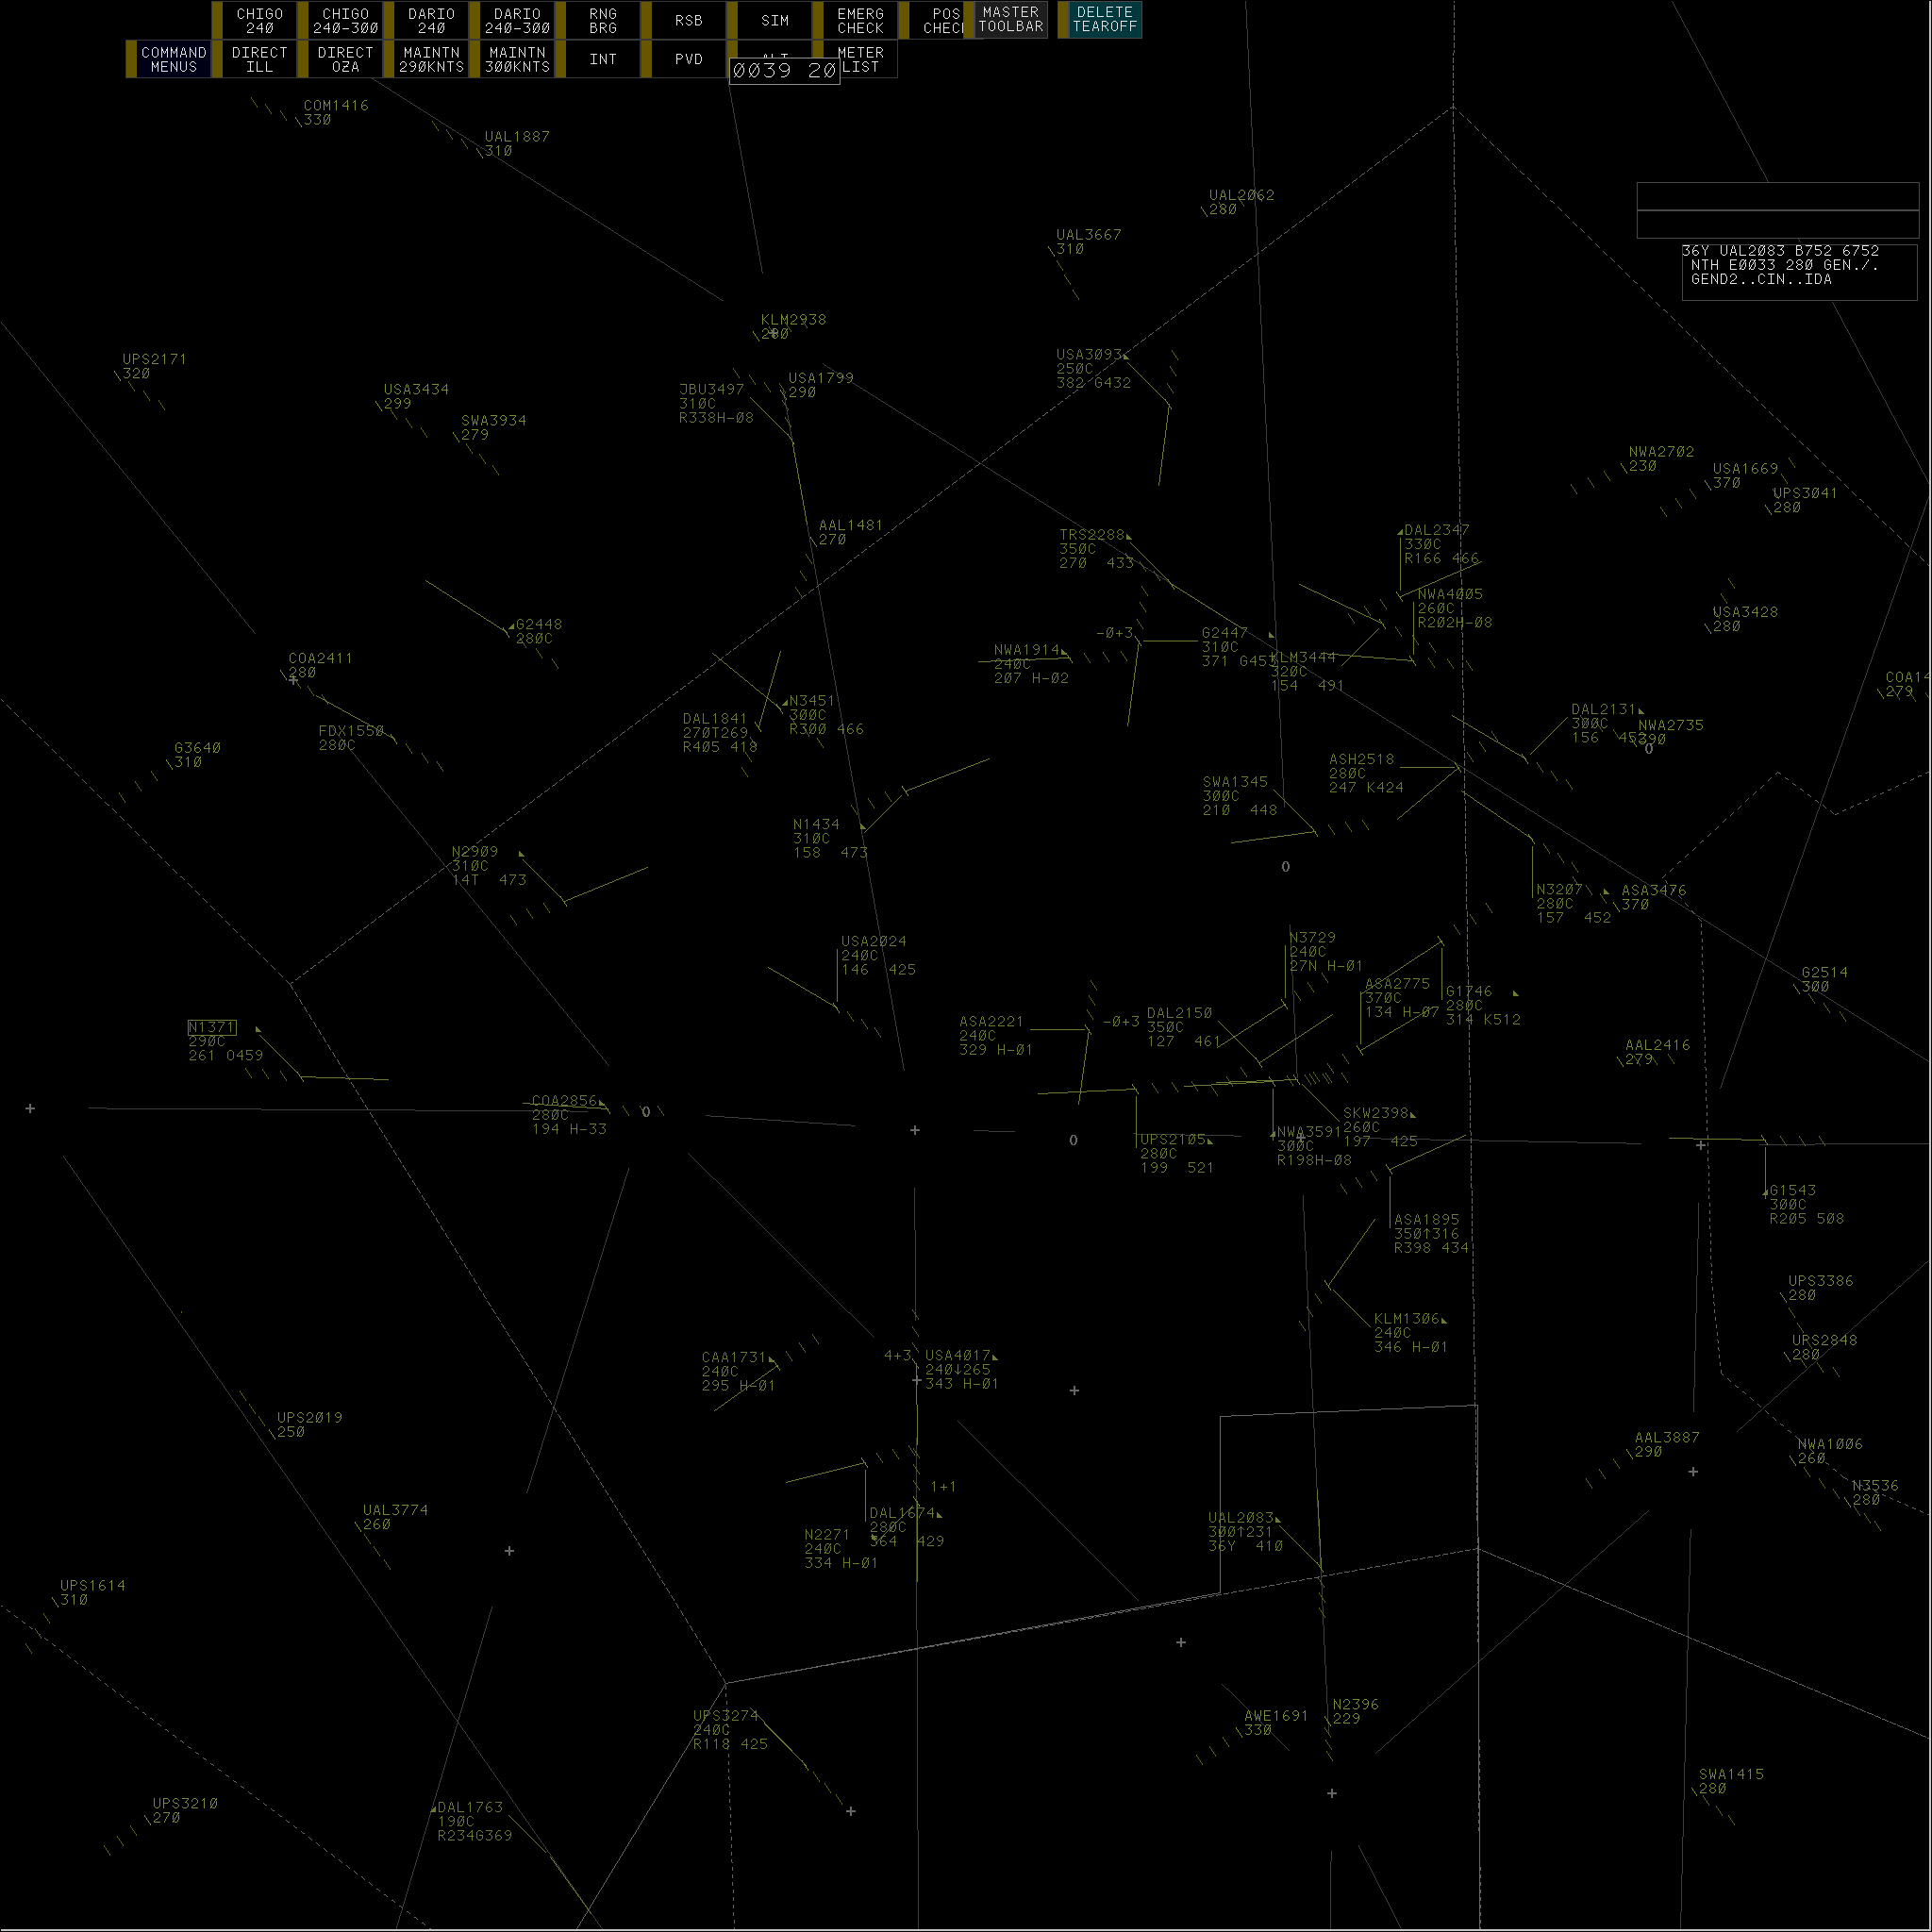 CHIGO
240
CHIGO
240-300
DARIO
240
DARIO
240-300
RNG
BRG
RSB
SIM
EMERG
CHECK
POS
CHECK
MASTER
TOOLBAR
DELETE
TEAROFF
COMMAND
MENUS
DIRECT
ILL
DIRECT
OZA
MAINTN
290KNTS
MAINTN
300KNTS
INT
PVD
METER
LIST
0039 20
COM1416
330
UAL1887
310
UAL2062
280
UAL3667
310
36Y UAL2083 B752 6752
NTH E0033 280 GEN./.
GEND2..CIN..IDA
KLM2938
280
UPS2171
320
USA3434
299
SWA3934
279
JBU3497
310C
R338H-08
USA1799
290
USA3093
250C
382 G432
NWA2702
230
USA1669
370
UPS3041
280
AAL1481
270
TRS2288
350C
270 433
DAL2347
330C
R166 466
NWA4005
260C
R202H-08
USA3428
280
G2448
280C
-0+3
G2447
310C
371 G453
KLM3444
320C
154 491
NWA1914
240C
207 H-02
COA2411
280
COA14
279
FDX1550
280C
G3640
310
DAL1841
270T269
R405 418
N3451
300C
R300 466
DAL2131
300C
156 453
NWA2735
290
0
ASH2518
280C
247 K424
SWA1345
300C
210 448
N1434
310C
158 473
N2909
310C
14T 473
0
N3207
280C
157 452
ASA3476
370
USA2024
240C
146 425
N3729
240C
27N H-01
ASA2775
370C
134 H-07
G1746
280C
314 K512
G2514
300
N1371
290C
261 0459
ASA2221
240C
329 H-01
-0+3
DAL2150
350C
127 461
AAL2416
279
COA2856
280C
194 H-33
0
0
UPS2105
280C
199 521
NWA3591
300C
R198H-08
SKW2398
260C
197 425
G1543
300C
R205 508
ASA1895
350↑316
R398 434
UPS3386
280
KLM1306
240C
346 H-01
UPS2848
280
CAA1731
240C
295 H-01
4+3
USA4017
240↓265
343 H-01
UPS2019
250
AAL3887
290
NWA1006
260
N3536
280
1+1
DAL1674
280C
364 429
N2271
240C
334 H-01
UAL3774
260
UAL2083
300↑231
36Y 410
UPS1614
310
UPS3274
240C
R118 425
AWE1691
330
N2396
229
SWA1415
280
UPS3210
270
DAL1763
190C
R234G369